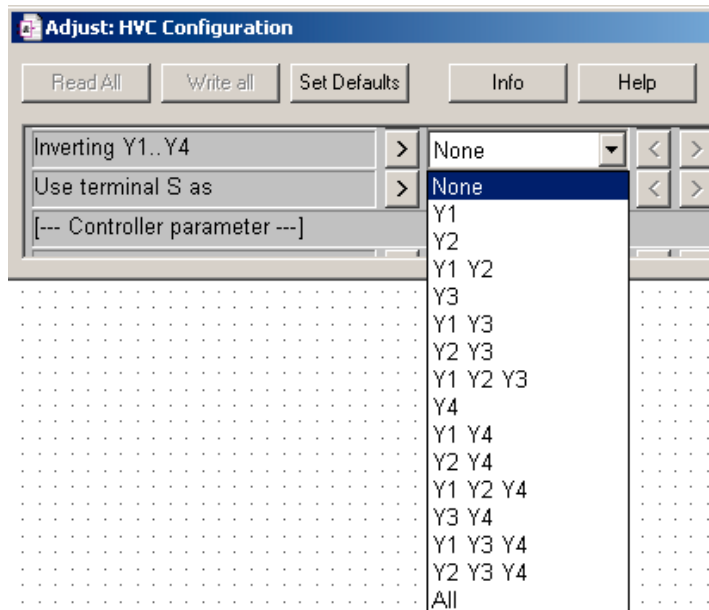 Adjust: HVC Configuration
Read All Write all Set Defaults Info Help
Inverting Y1..Y4 > None < >
Use terminal S as > None < >
[--- Controller parameter ---]
Y1
Y2
Y1 Y2
Y3
Y1 Y3
Y2 Y3
Y1 Y2 Y3
Y4
Y1 Y4
Y2 Y4
Y1 Y2 Y4
Y3 Y4
Y1 Y3 Y4
Y2 Y3 Y4
All